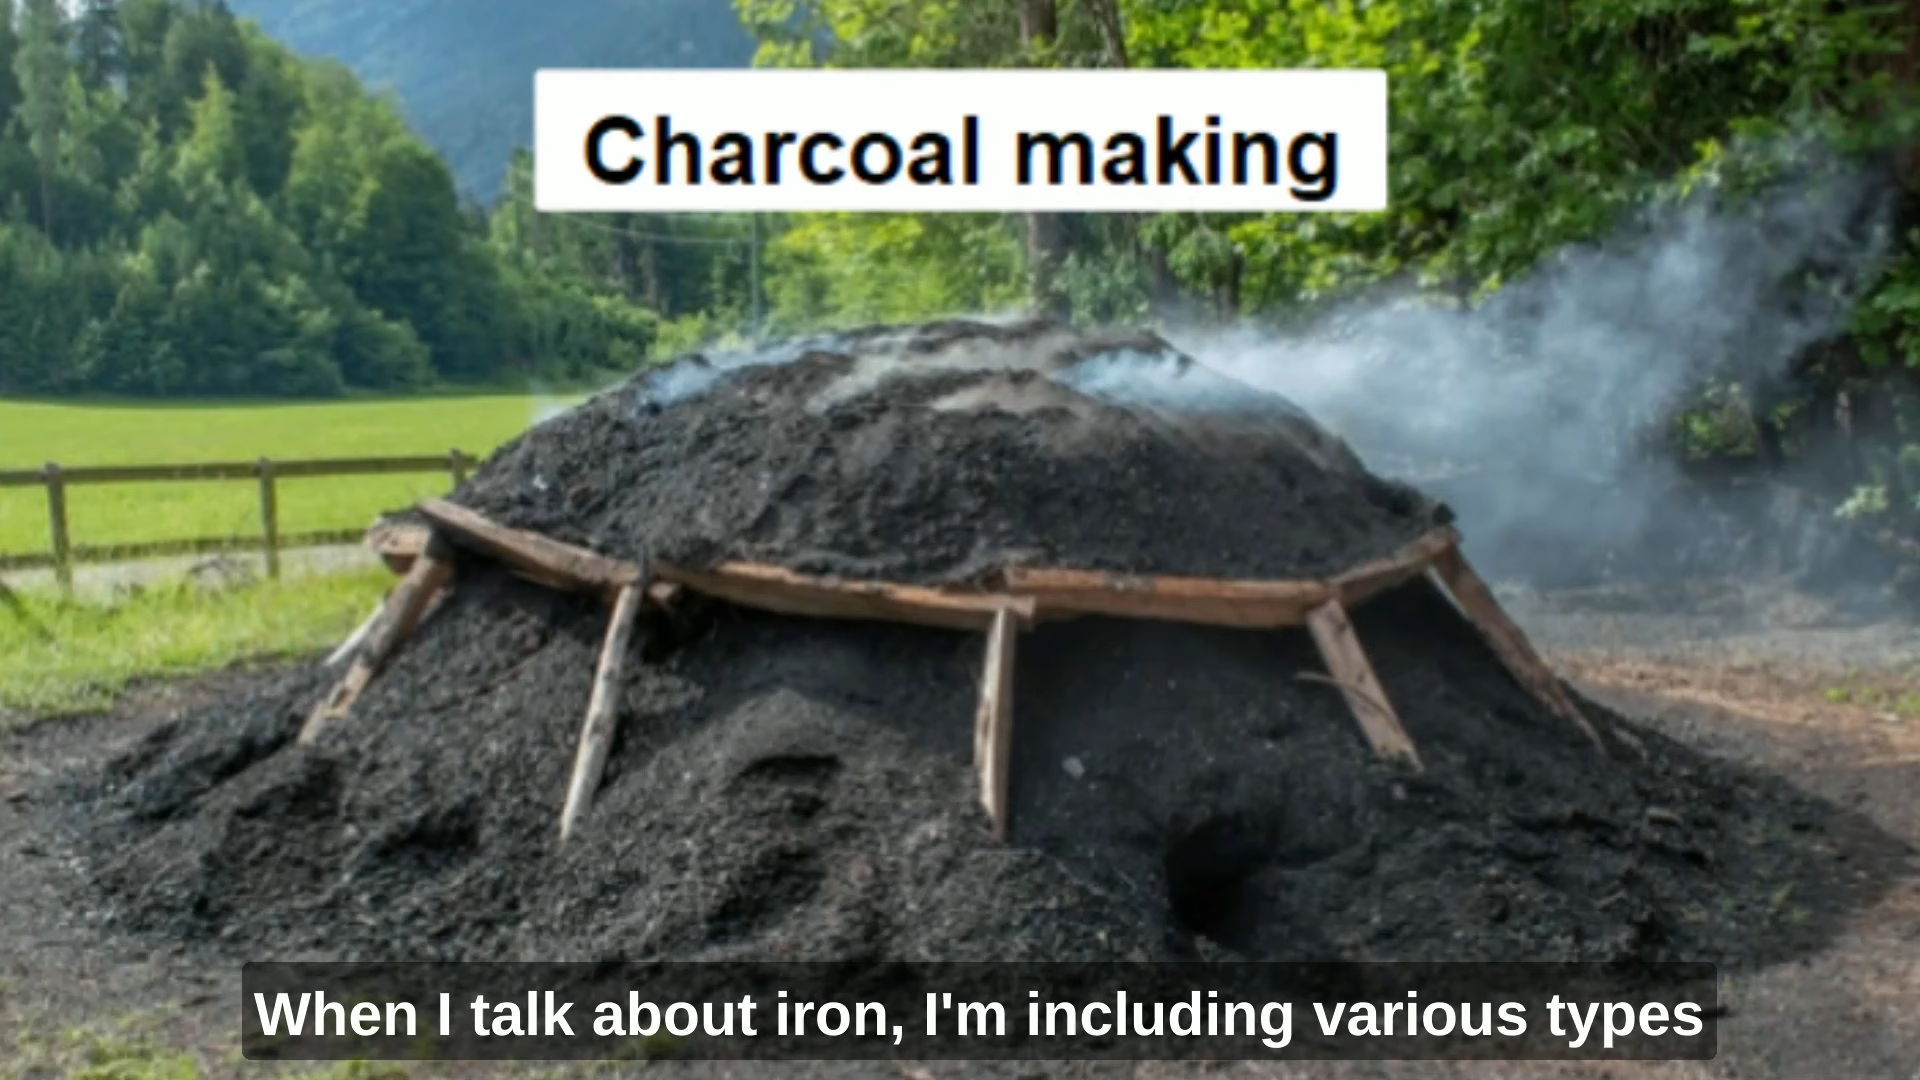 Charcoal making
When I talk about iron, I'm including various types